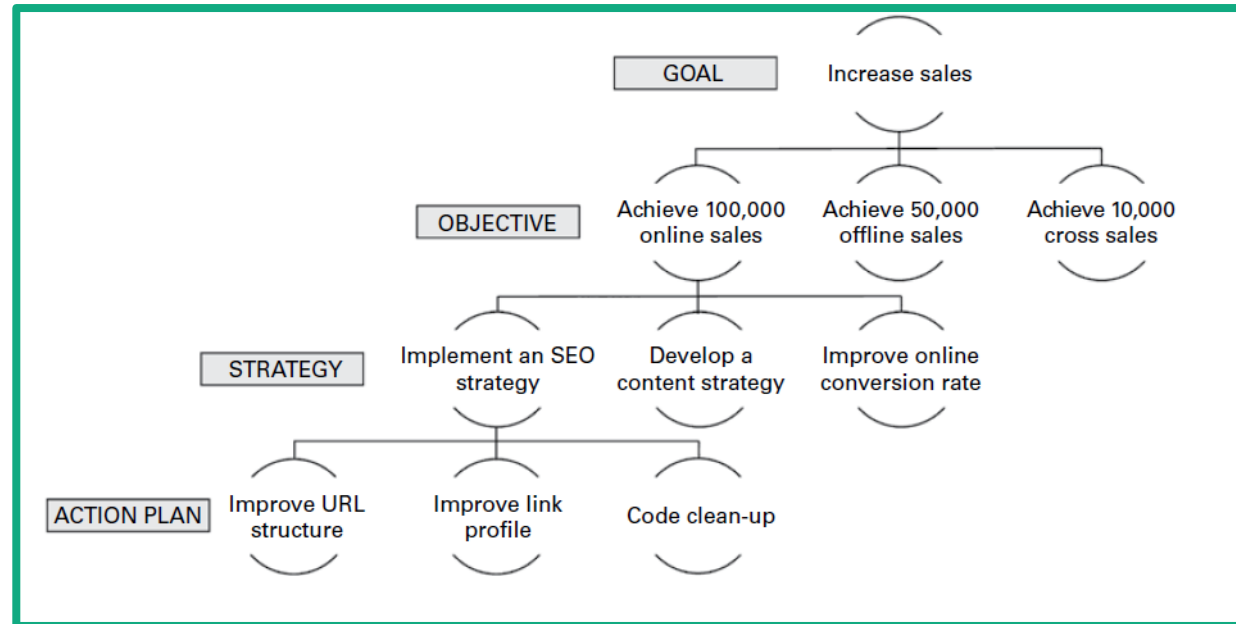 GOAL
Increase sales
OBJECTIVE
Achieve 100,000
online sales
Achieve 50,000
offline sales
Achieve 10,000
cross sales
STRATEGY
Implement an SEO
strategy
Develop a
content strategy
Improve online
conversion rate
ACTION PLAN
Improve URL
structure
Improve link
profile
Code clean-up